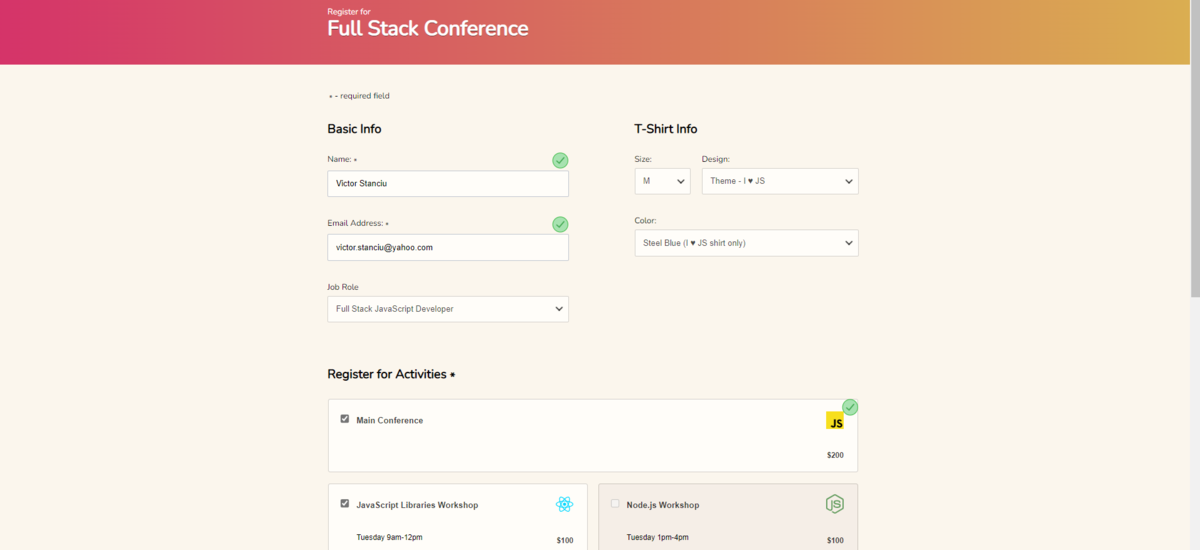 Register for
Full Stack Conference
* - required field
Basic Info
Name: *
Victor Stanciu
Email Address: *
victor.stanciu@yahoo.com
Job Role
Full Stack JavaScript Developer
T-Shirt Info
Size:
M
Design:
Theme - I ♥ JS
Color:
Steel Blue (I ♥ JS shirt only)
Register for Activities *
Main Conference
JS
$200
JavaScript Libraries Workshop
Tuesday 9am-12pm
$100
Node.js Workshop
JS
Tuesday 1pm-4pm
$100